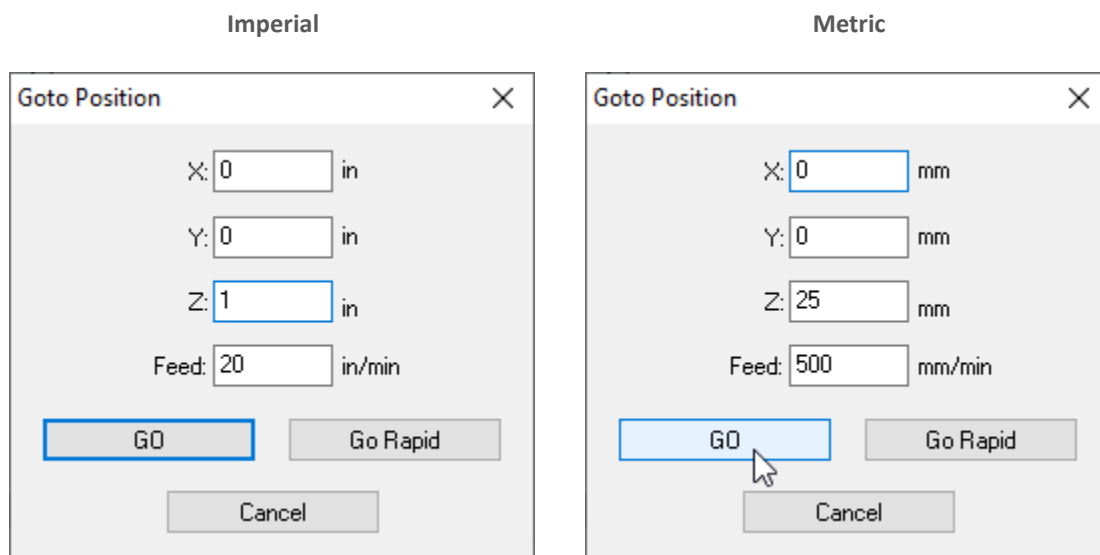 Imperial
Metric
Goto Position
X: 0 in
Y: 0 in
Z: 1 in
Feed: 20 in/min
GO Go Rapid
Cancel
Goto Position
X: 0 mm
Y: 0 mm
Z: 25 mm
Feed: 500 mm/min
GO Go Rapid
Cancel